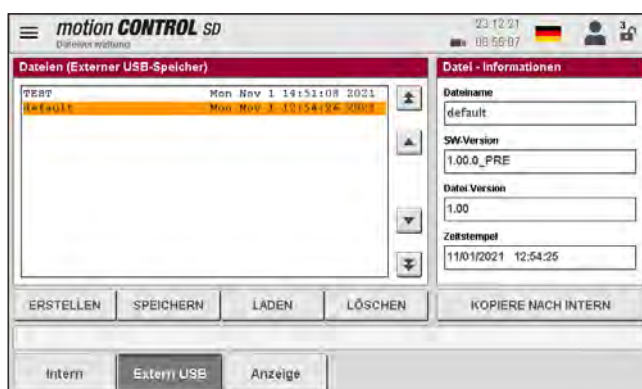 motion CONTROL SD
Dateiverwaltung
23.12.21
08:55:07
3
Dateien (Externer USB-Speicher)
TEST Mon Nov 1 14:51:08 2021
default Mon Nov 1 12:54:26 2021
ERSTELLEN SPEICHERN LADEN LÖSCHEN
Datei - Informationen
Dateiname
default
SW-Version
1.00.0_PRE
Datei Version
1.00
Zeitstempel
11/01/2021 12:54:25
KOPIERE NACH INTERN
Intern Extern USB Anzeige